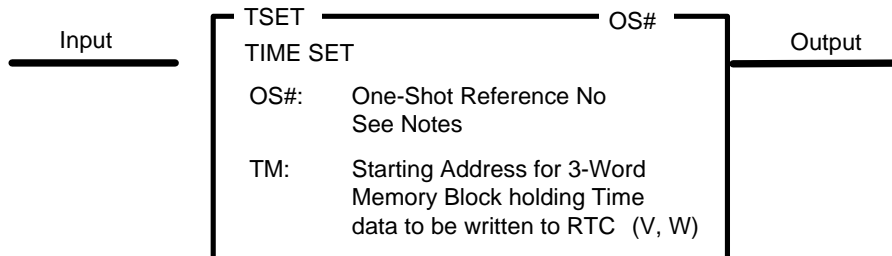 TSET OS#
Input
TIME SET
Output
OS#: One-Shot Reference No
See Notes
TM: Starting Address for 3-Word
Memory Block holding Time
data to be written to RTC (V, W)